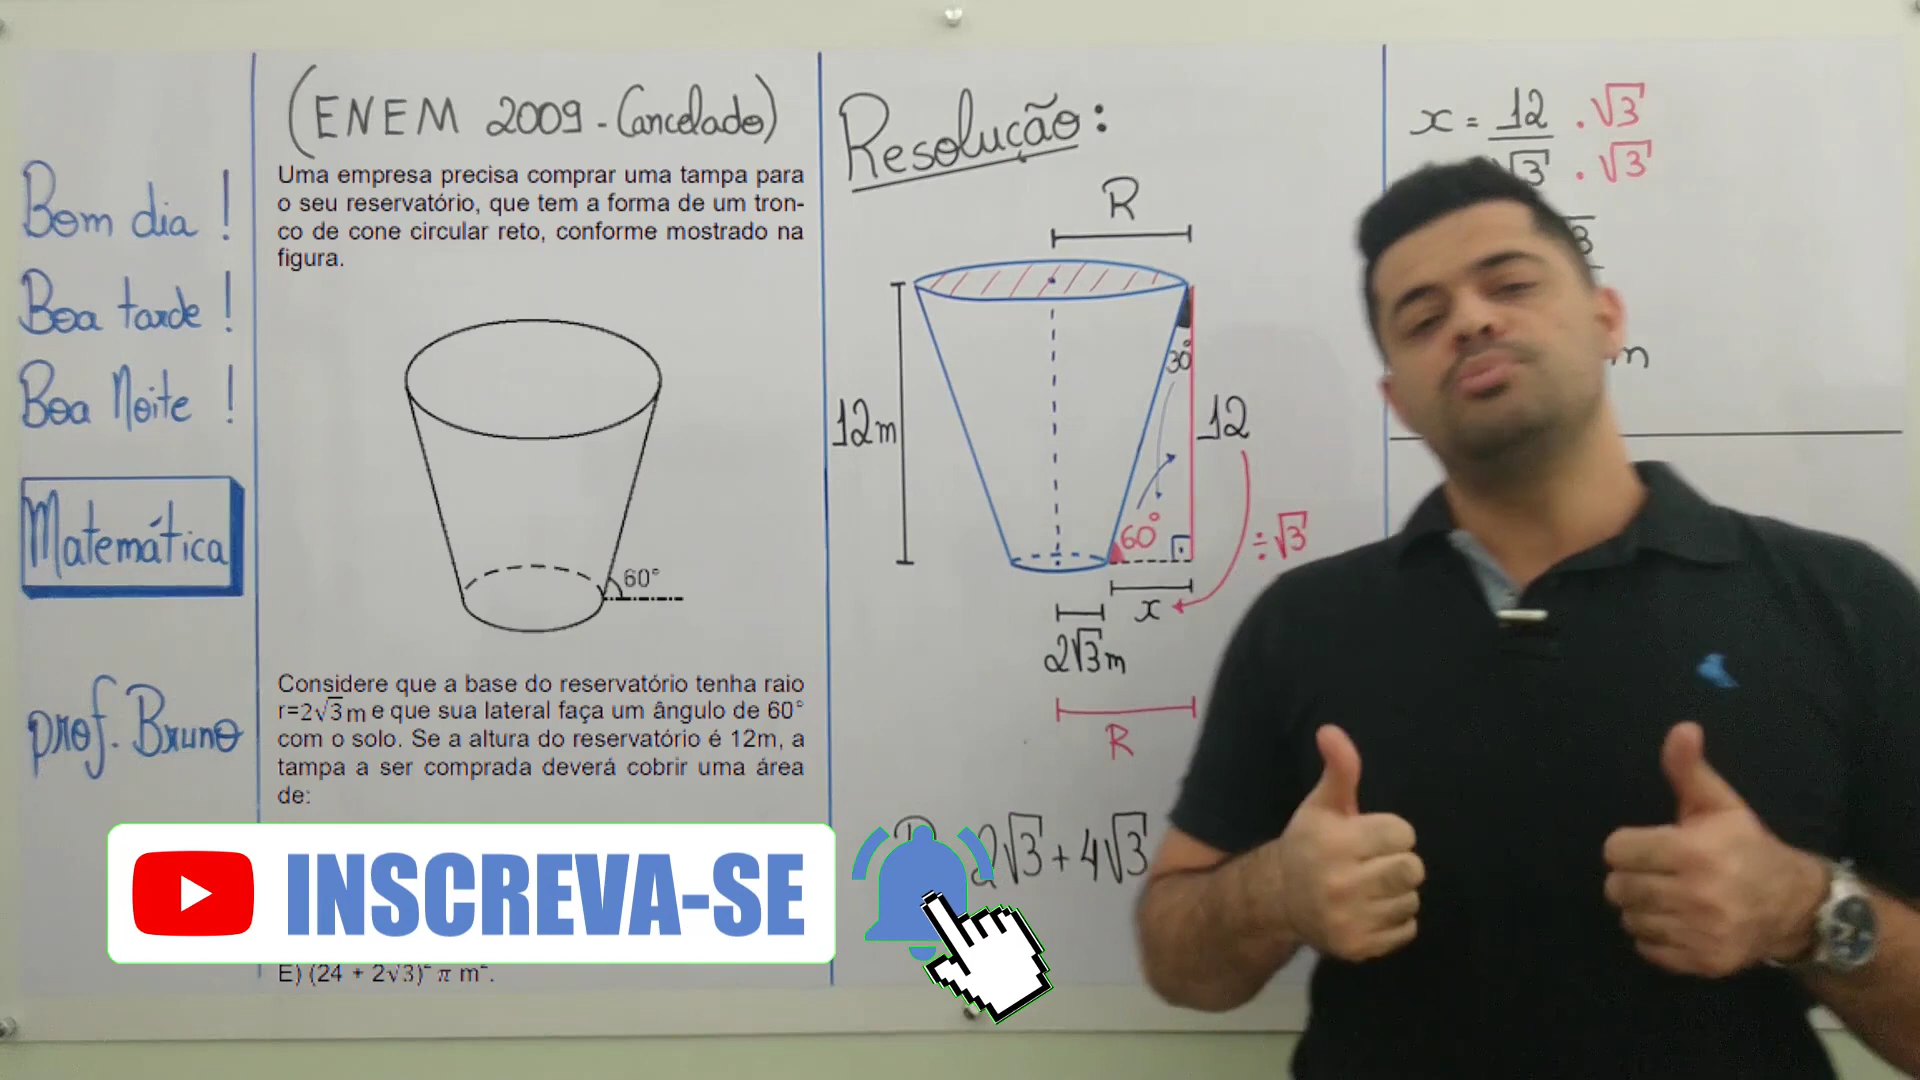 Bom dia!
Boa tarde!
Boa Noite!
Matemática
prof. Bruno
(ENEM 2009 - Cancelado)
Uma empresa precisa comprar uma tampa para
o seu reservatório, que tem a forma de um tron-
co de cone circular reto, conforme mostrado na
figura.
60°
Considere que a base do reservatório tenha raio
r=2√3 m e que sua lateral faça um ângulo de 60°
com o solo. Se a altura do reservatório é 12m, a
tampa a ser comprada deverá cobrir uma área
de:
INSCREVA-SE
E) (24 + 2√3)² π m².
Resolução:
R
30°
12m
12
60°
÷√3
x
2√3 m
R
2√3 + 4√3
x = 12 . √3
√3 . √3
m